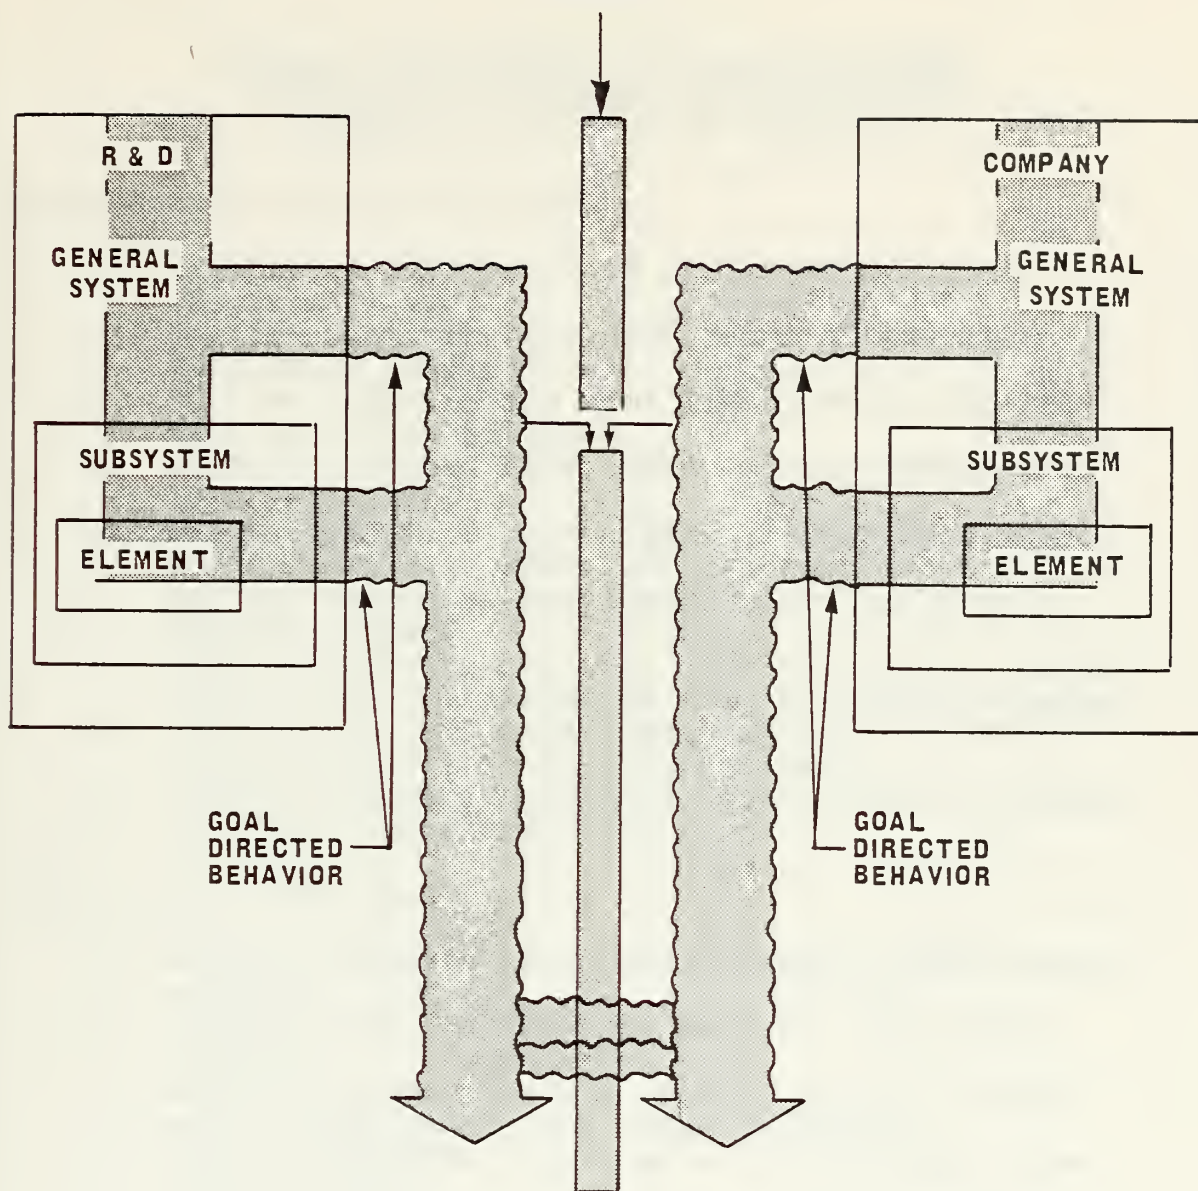 R & D
GENERAL
SYSTEM
SUBSYSTEM
ELEMENT
GOAL
DIRECTED
BEHAVIOR
COMPANY
GENERAL
SYSTEM
SUBSYSTEM
ELEMENT
GOAL
DIRECTED
BEHAVIOR